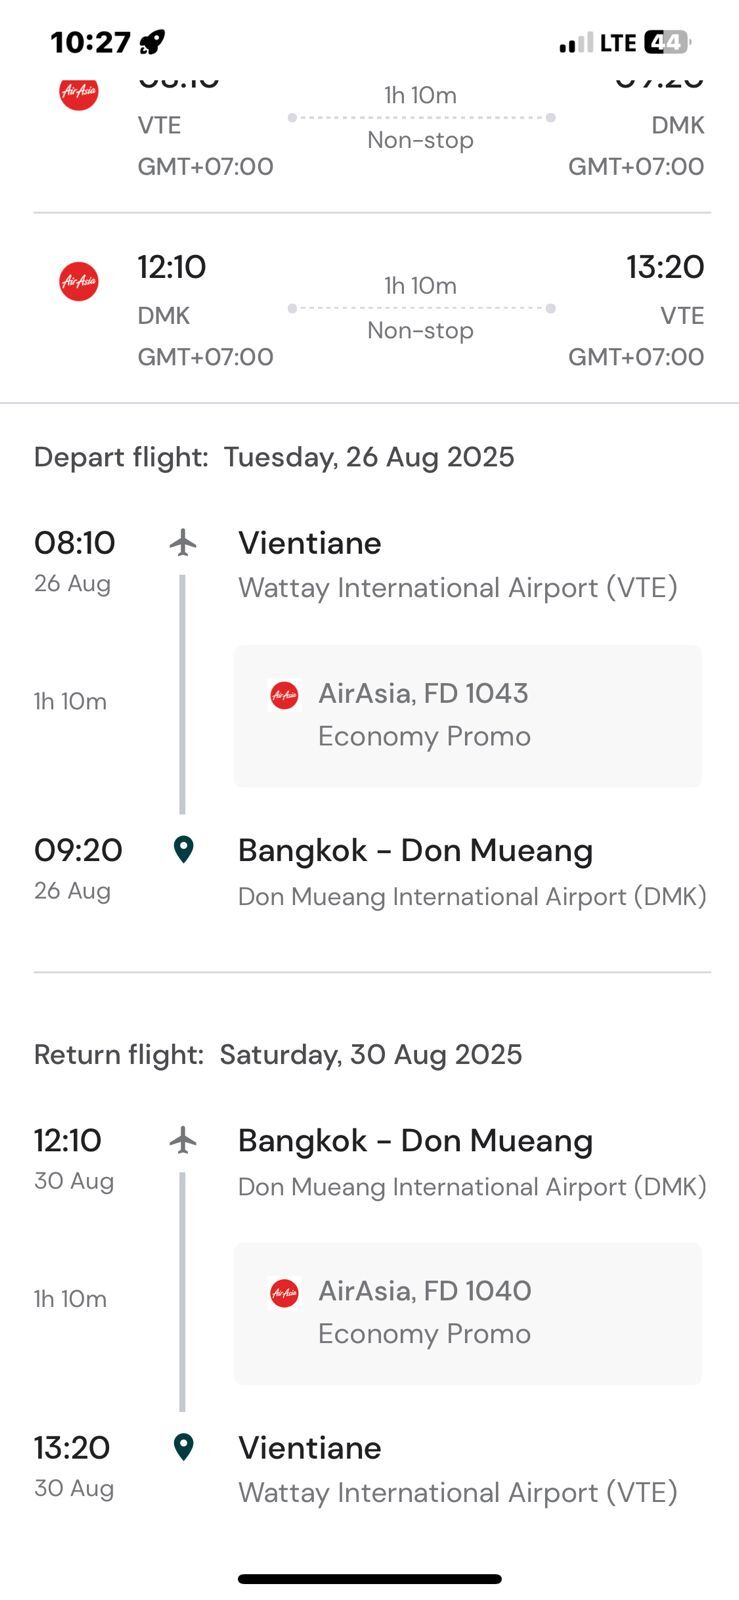 10:27
LTE 44
AirAsia
08:10
09:20
1h 10m
VTE
DMK
Non-stop
GMT+07:00
GMT+07:00
12:10
13:20
AirAsia
1h 10m
DMK
VTE
Non-stop
GMT+07:00
GMT+07:00
Depart flight: Tuesday, 26 Aug 2025
08:10
Vientiane
26 Aug
Wattay International Airport (VTE)
1h 10m
AirAsia
AirAsia, FD 1043
Economy Promo
09:20
Bangkok - Don Mueang
26 Aug
Don Mueang International Airport (DMK)
Return flight: Saturday, 30 Aug 2025
12:10
Bangkok - Don Mueang
30 Aug
Don Mueang International Airport (DMK)
1h 10m
AirAsia
AirAsia, FD 1040
Economy Promo
13:20
Vientiane
30 Aug
Wattay International Airport (VTE)